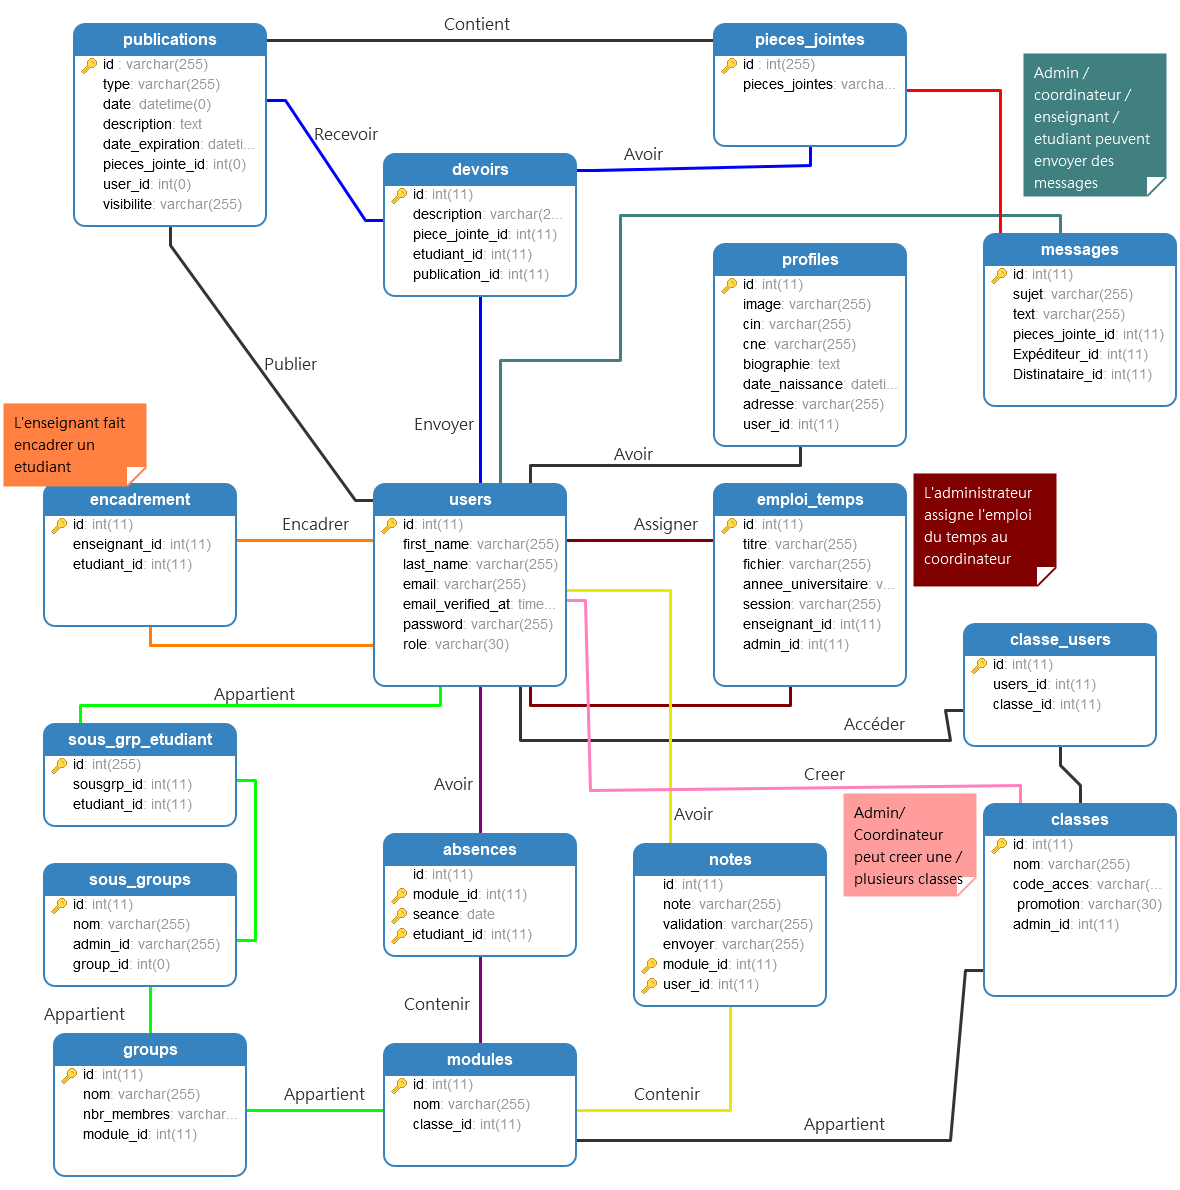 Contient
publications
id : varchar(255)
type: varchar(255)
date: datetime(0)
description: text
date_expiration: dateti...
pieces_jointe_id: int(0)
user_id: int(0)
visibilite: varchar(255)
pieces_jointes
id : int(255)
pieces_jointes: varcha...
Admin /
coordinateur /
enseignant /
etudiant peuvent
envoyer des
messages
Recevoir
Avoir
devoirs
id: int(11)
description: varchar(2...
piece_jointe_id: int(11)
etudiant_id: int(11)
publication_id: int(11)
profiles
id: int(11)
image: varchar(255)
cin: varchar(255)
cne: varchar(255)
biographie: text
date_naissance: dateti...
adresse: varchar(255)
user_id: int(11)
messages
id: int(11)
sujet: varchar(255)
text: varchar(255)
pieces_jointe_id: int(11)
Expéditeur_id: int(11)
Distinataire_id: int(11)
Publier
Envoyer
Avoir
L'enseignant fait
encadrer un
etudiant
encadrement
id: int(11)
enseignant_id: int(11)
etudiant_id: int(11)
Encadrer
users
id: int(11)
first_name: varchar(255)
last_name: varchar(255)
email: varchar(255)
email_verified_at: time...
password: varchar(255)
role: varchar(30)
Assigner
emploi_temps
id: int(11)
titre: varchar(255)
fichier: varchar(255)
annee_universitaire: v...
session: varchar(255)
enseignant_id: int(11)
admin_id: int(11)
L'administrateur
assigne l'emploi
du temps au
coordinateur
classe_users
id: int(11)
users_id: int(11)
classe_id: int(11)
Appartient
Accéder
sous_grp_etudiant
id: int(255)
sousgrp_id: int(11)
etudiant_id: int(11)
Avoir
Creer
Avoir
Admin/
Coordinateur
peut creer une /
plusieurs classes
classes
id: int(11)
nom: varchar(255)
code_acces: varchar(...
promotion: varchar(30)
admin_id: int(11)
sous_groups
id: int(11)
nom: varchar(255)
admin_id: varchar(255)
group_id: int(0)
absences
id: int(11)
module_id: int(11)
seance: date
etudiant_id: int(11)
notes
id: int(11)
note: varchar(255)
validation: varchar(255)
envoyer: varchar(255)
module_id: int(11)
user_id: int(11)
Appartient
Contenir
groups
id: int(11)
nom: varchar(255)
nbr_membres: varchar...
module_id: int(11)
Appartient
modules
id: int(11)
nom: varchar(255)
classe_id: int(11)
Contenir
Appartient